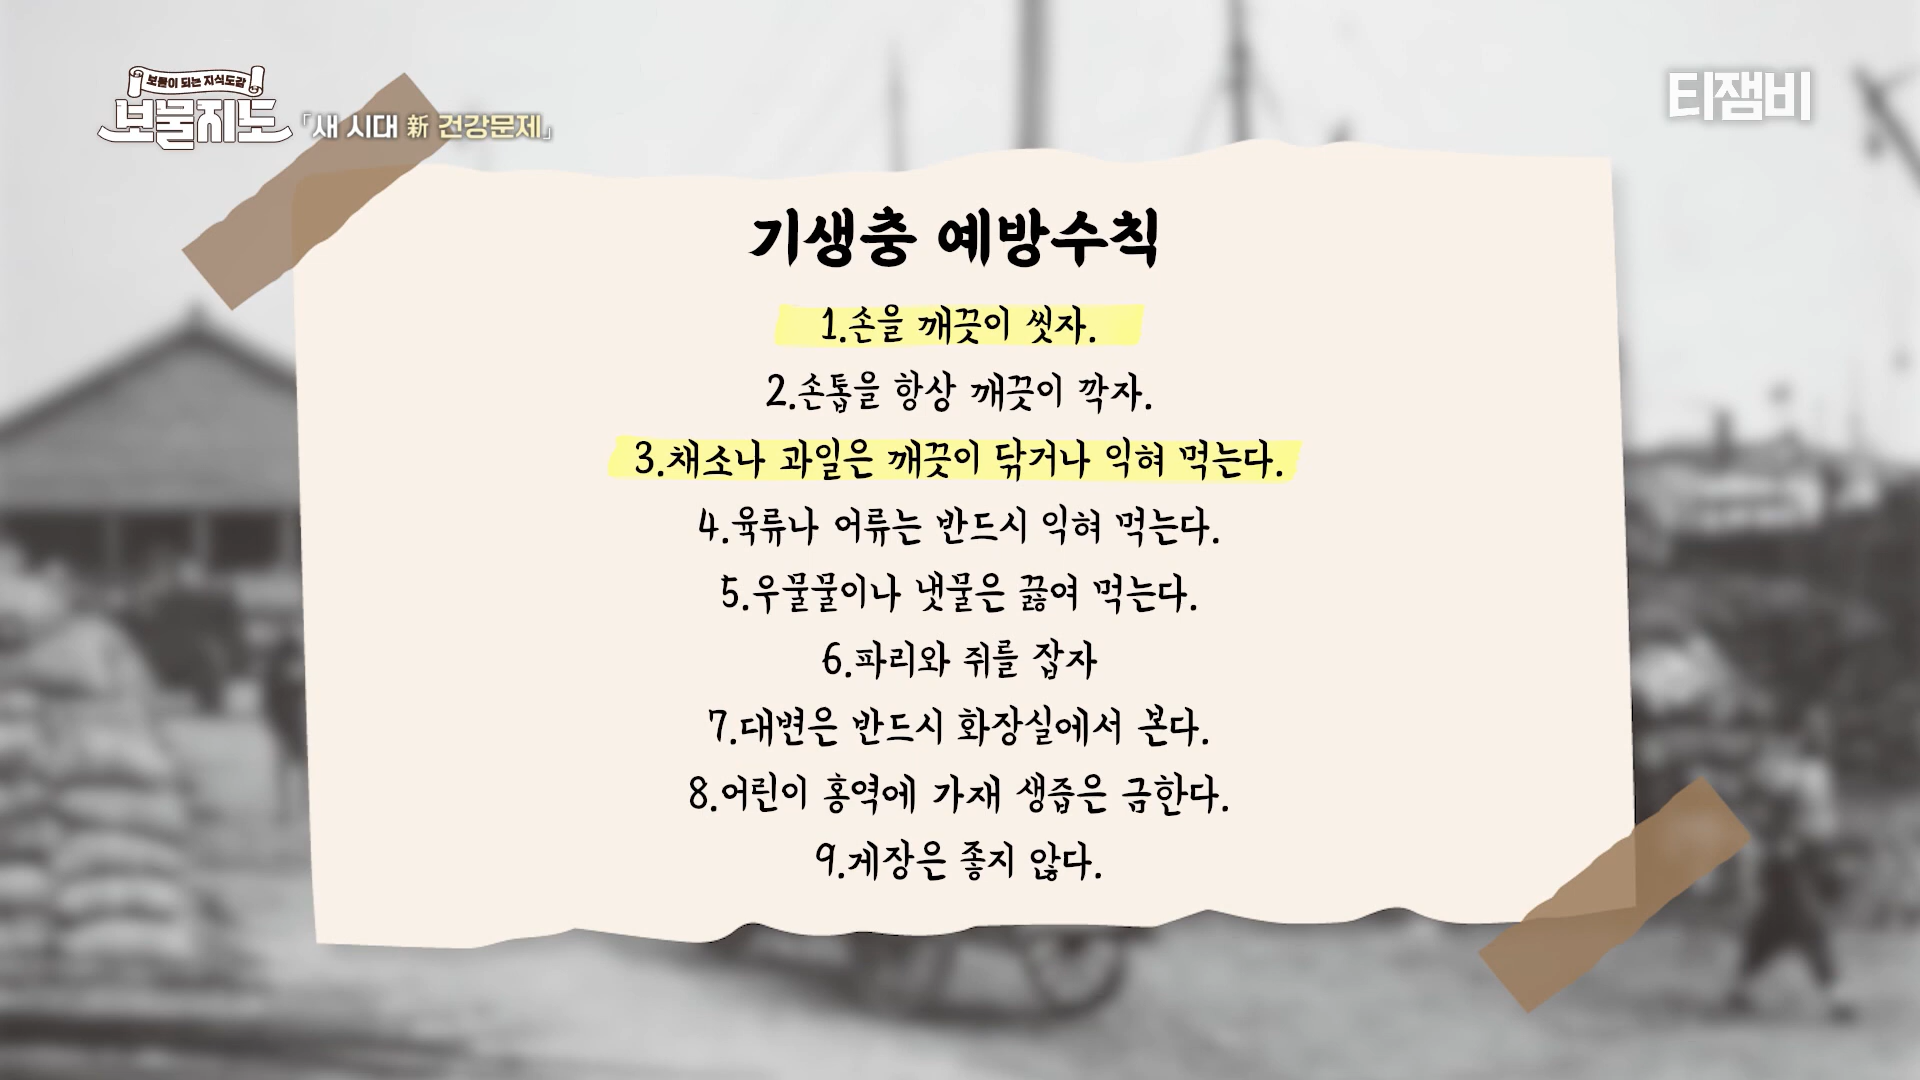 보물이 되는 지식도감
보물지도
「새 시대 新 건강문제」
티잼비
기생충 예방수칙
1.손을 깨끗이 씻자.
2.손톱을 항상 깨끗이 깎자.
3.채소나 과일은 깨끗이 닦거나 익혀 먹는다.
4.육류나 어류는 반드시 익혀 먹는다.
5.우물물이나 냇물은 끓여 먹는다.
6.파리와 쥐를 잡자
7.대변은 반드시 화장실에서 본다.
8.어린이 홍역에 가재 생즙은 금한다.
9.게장은 좋지 않다.